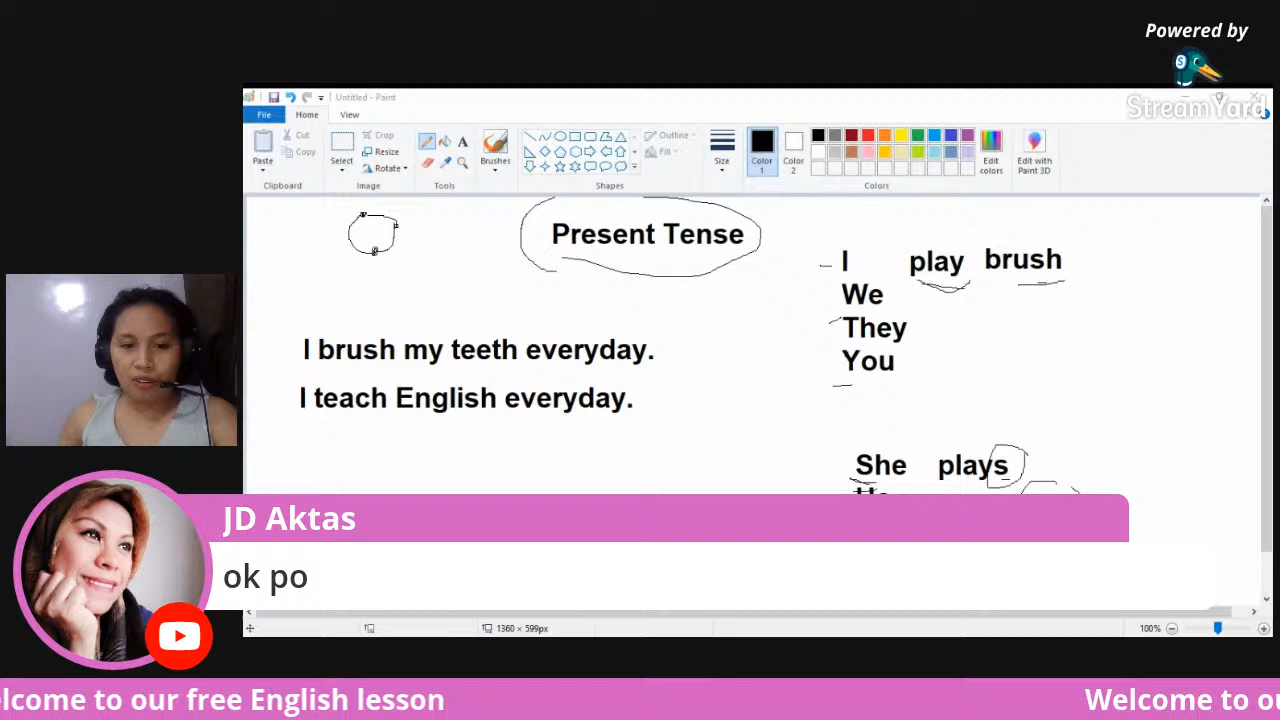 Powered by
StreamYard
Untitled - Paint
File Home View
Paste
Cut
Copy
Clipboard
Select
Crop
Resize
Rotate
Image
Tools
Brushes
Shapes
Outline
Fill
Size
Color 1
Color 2
Edit colors
Edit with Paint 3D
Colors
Present Tense
I play brush
We
They
You
I brush my teeth everyday.
I teach English everyday.
She plays
JD Aktas
ok po
1360 × 599px
100%
elcome to our free English lesson
Welcome to ou